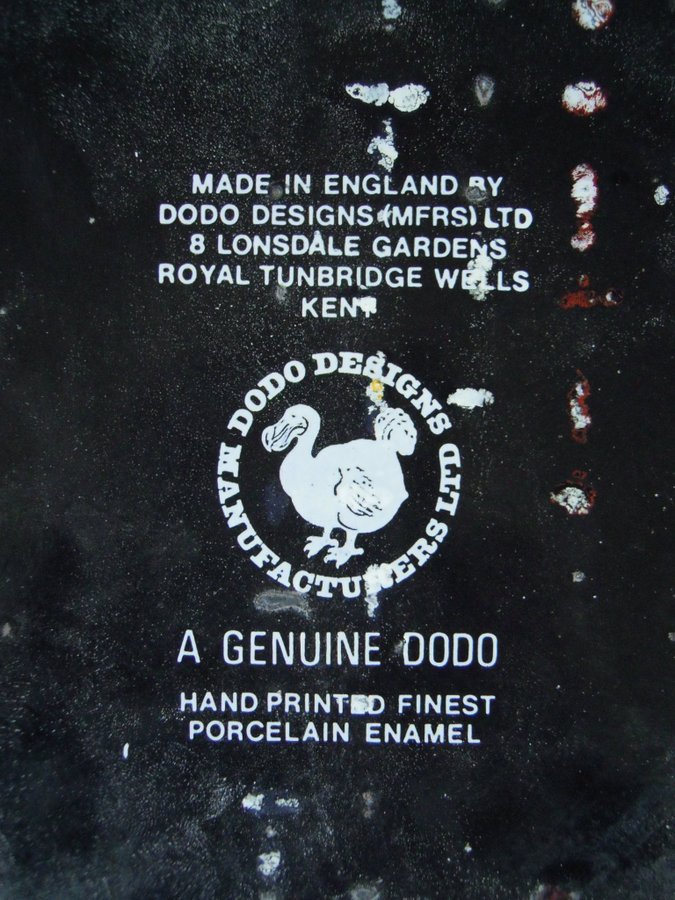 MADE IN ENGLAND BY
DODO DESIGNS (MFRS) LTD
8 LONSDALE GARDENS
ROYAL TUNBRIDGE WELLS
KENT
DODO DESIGNS
MANUFACTURERS LTD
A GENUINE DODO
HAND PRINTED FINEST
PORCELAIN ENAMEL